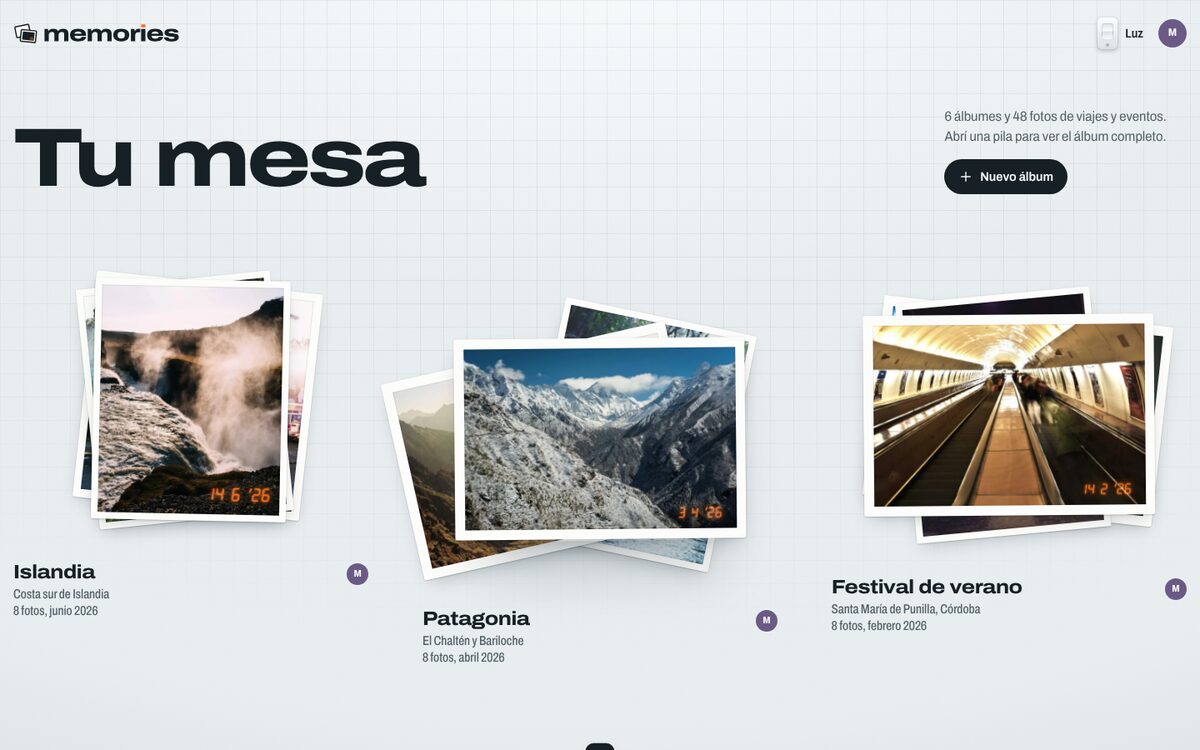 memories
Luz
M
Tu mesa
6 álbumes y 48 fotos de viajes y eventos.
Abrí una pila para ver el álbum completo.
+ Nuevo álbum
14 6 '26
3 4 '26
14 2 '26
Islandia
M
Costa sur de Islandia
8 fotos, junio 2026
Patagonia
M
El Chaltén y Bariloche
8 fotos, abril 2026
Festival de verano
M
Santa María de Punilla, Córdoba
8 fotos, febrero 2026